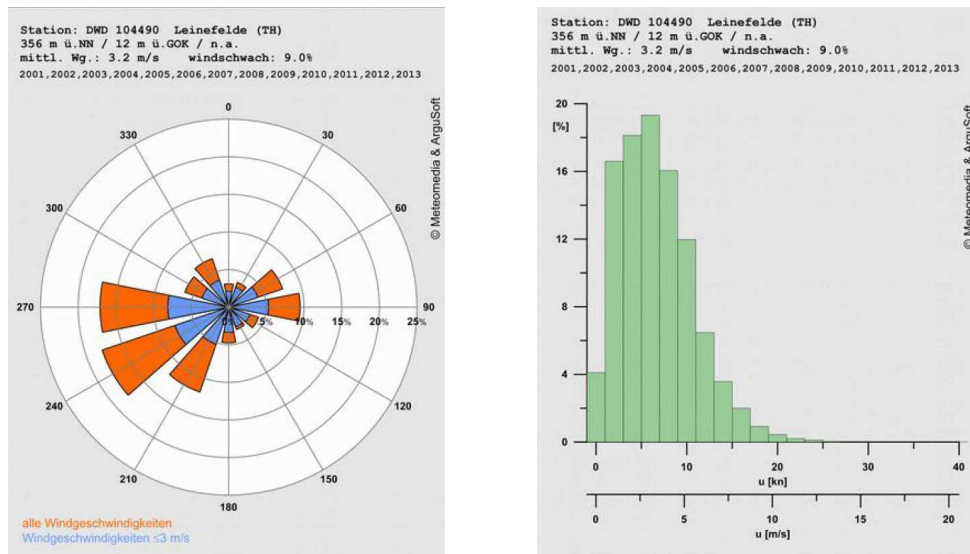 Station: DWD 104490  Leinefelde (TH)
356 m ü.NN / 12 m ü.GOK / n.a.
mittl. Wg.: 3.2 m/s    windschwach: 9.0%
2001,2002,2003,2004,2005,2006,2007,2008,2009,2010,2011,2012,2013
0
330
30
© Meteomedia & ArguSoft
300
60
270
90
0% 5% 10% 15% 20% 25%
240
120
210
150
180
alle Windgeschwindigkeiten
Windgeschwindigkeiten ≤3 m/s
Station: DWD 104490  Leinefelde (TH)
356 m ü.NN / 12 m ü.GOK / n.a.
mittl. Wg.: 3.2 m/s    windschwach: 9.0%
2001,2002,2003,2004,2005,2006,2007,2008,2009,2010,2011,2012,2013
20
[%]
16
12
8
4
0
© Meteomedia & ArguSoft
0 10 20 30 40
u [kn]
0 5 10 15 20
u [m/s]